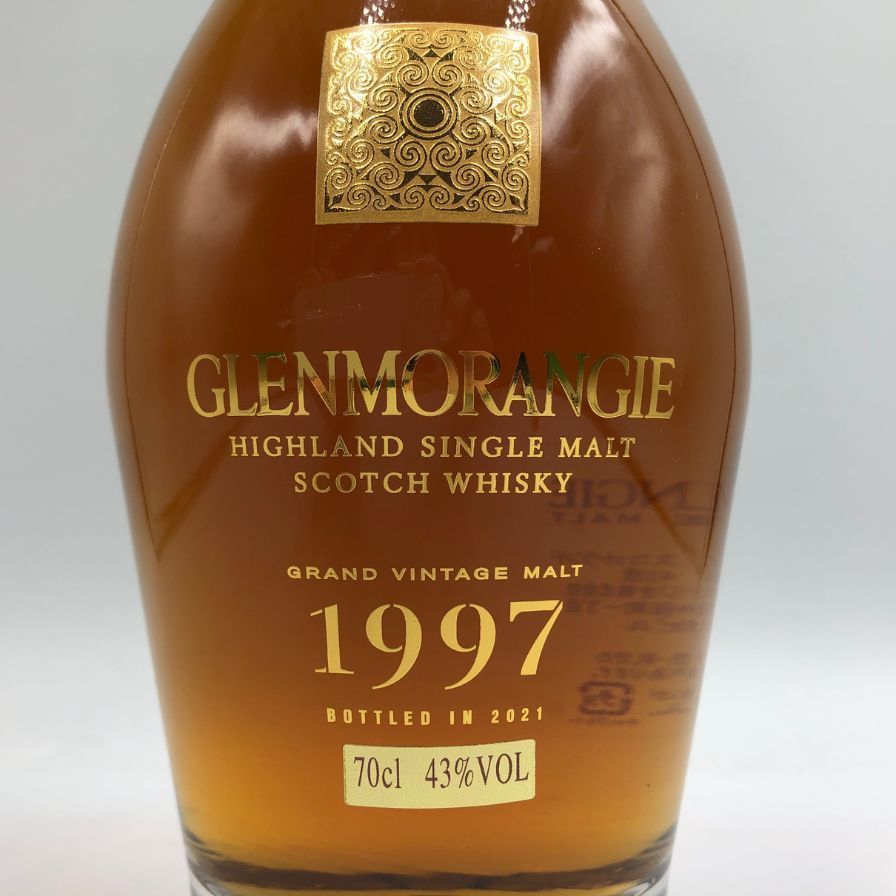 GLENMORANGIE
HIGHLAND SINGLE MALT
SCOTCH WHISKY
GRAND VINTAGE MALT
1997
BOTTLED IN 2021
70cl 43%VOL